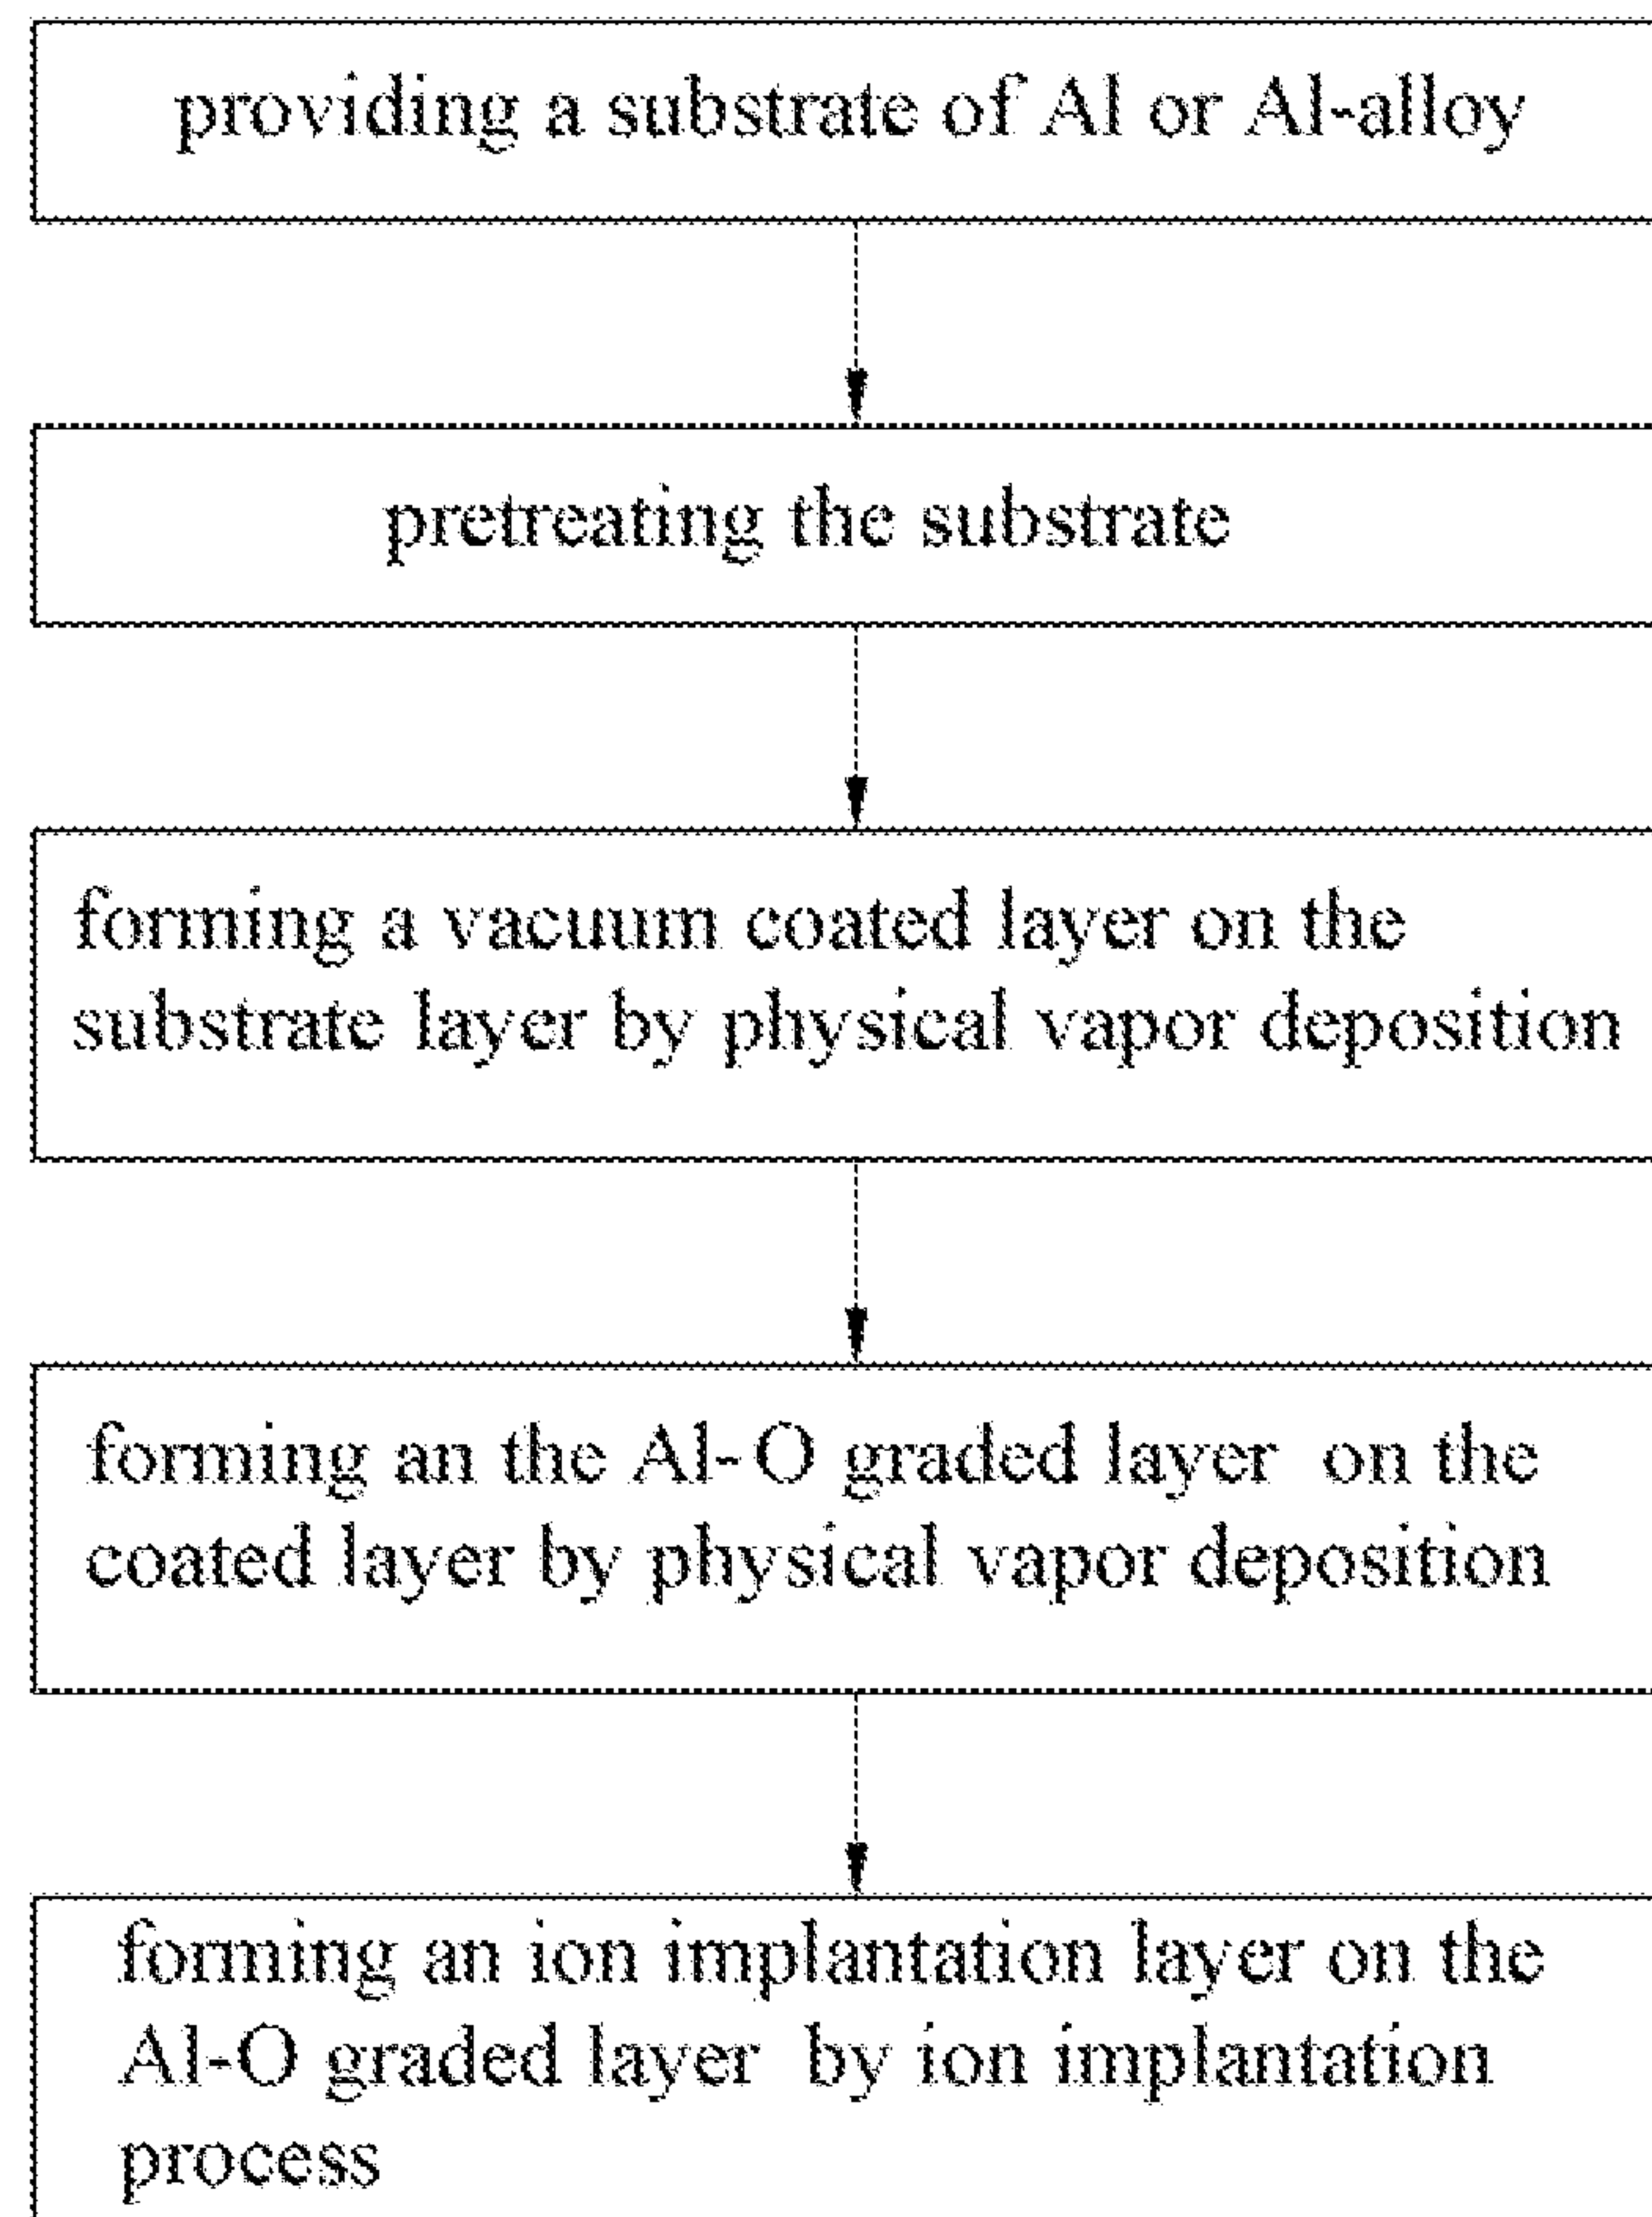 providing a substrate of Al or Al-alloy
pretreating the substrate
forming a vacuum coated layer on the
substrate layer by physical vapor deposition
forming an the Al-O graded layer on the
coated layer by physical vapor deposition
forming an ion implantation layer on the
Al-O graded layer by ion implantation
process